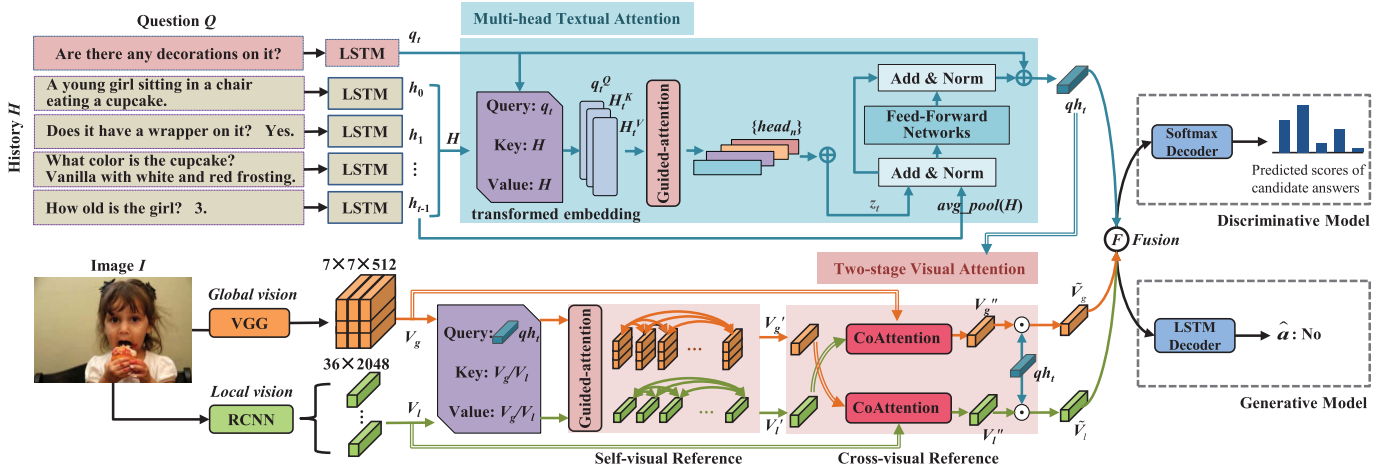 Question Q
Multi-head Textual Attention
Are there any decorations on it?
LSTM
q_t
History H
A young girl sitting in a chair
eating a cupcake.
LSTM
h_0
Does it have a wrapper on it? Yes.
LSTM
h_1
What color is the cupcake?
Vanilla with white and red frosting.
LSTM
⋮
How old is the girl? 3.
LSTM
h_{t-1}
H
Query: q_t
Key: H
Value: H
transformed embedding
q_t^Q
H_t^K
H_t^V
Guided-attention
{head_n}
z_t
Add & Norm
Feed-Forward
Networks
Add & Norm
avg_pool(H)
qh_t
Softmax
Decoder
Predicted scores of
candidate answers
Discriminative Model
F
Fusion
Two-stage Visual Attention
Image I
Global vision
VGG
7×7×512
V_g
36×2048
Local vision
RCNN
V_l
Query: qh_t
Key: V_g/V_l
Value: V_g/V_l
Guided-attention
...
...
Self-visual Reference
V_g'
V_l'
CoAttention
CoAttention
V_g''
V_l''
qh_t
Ṽ_g
Ṽ_l
Cross-visual Reference
LSTM
Decoder
â: No
Generative Model